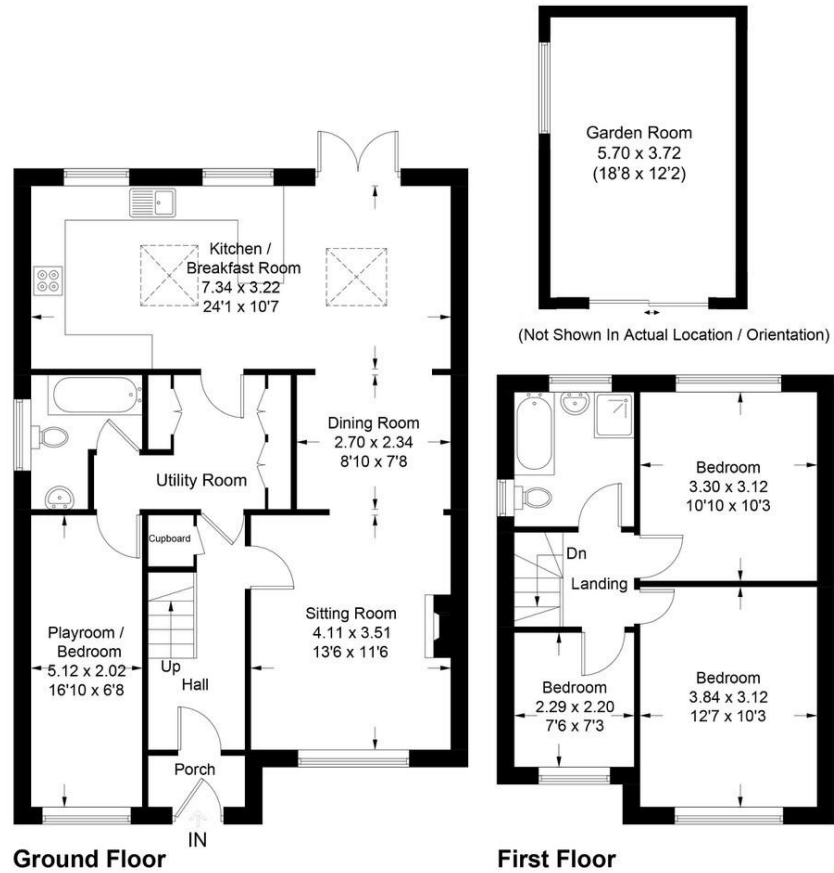 Garden Room
5.70 x 3.72
(18'8 x 12'2)
(Not Shown In Actual Location / Orientation)
Kitchen /
Breakfast Room
7.34 x 3.22
24'1 x 10'7
Dining Room
2.70 x 2.34
8'10 x 7'8
Utility Room
Cupboard
Sitting Room
4.11 x 3.51
13'6 x 11'6
Playroom /
Bedroom
5.12 x 2.02
16'10 x 6'8
Up
Hall
Porch
IN
Ground Floor
Bedroom
3.30 x 3.12
10'10 x 10'3
Dn
Landing
Bedroom
2.29 x 2.20
7'6 x 7'3
Bedroom
3.84 x 3.12
12'7 x 10'3
First Floor